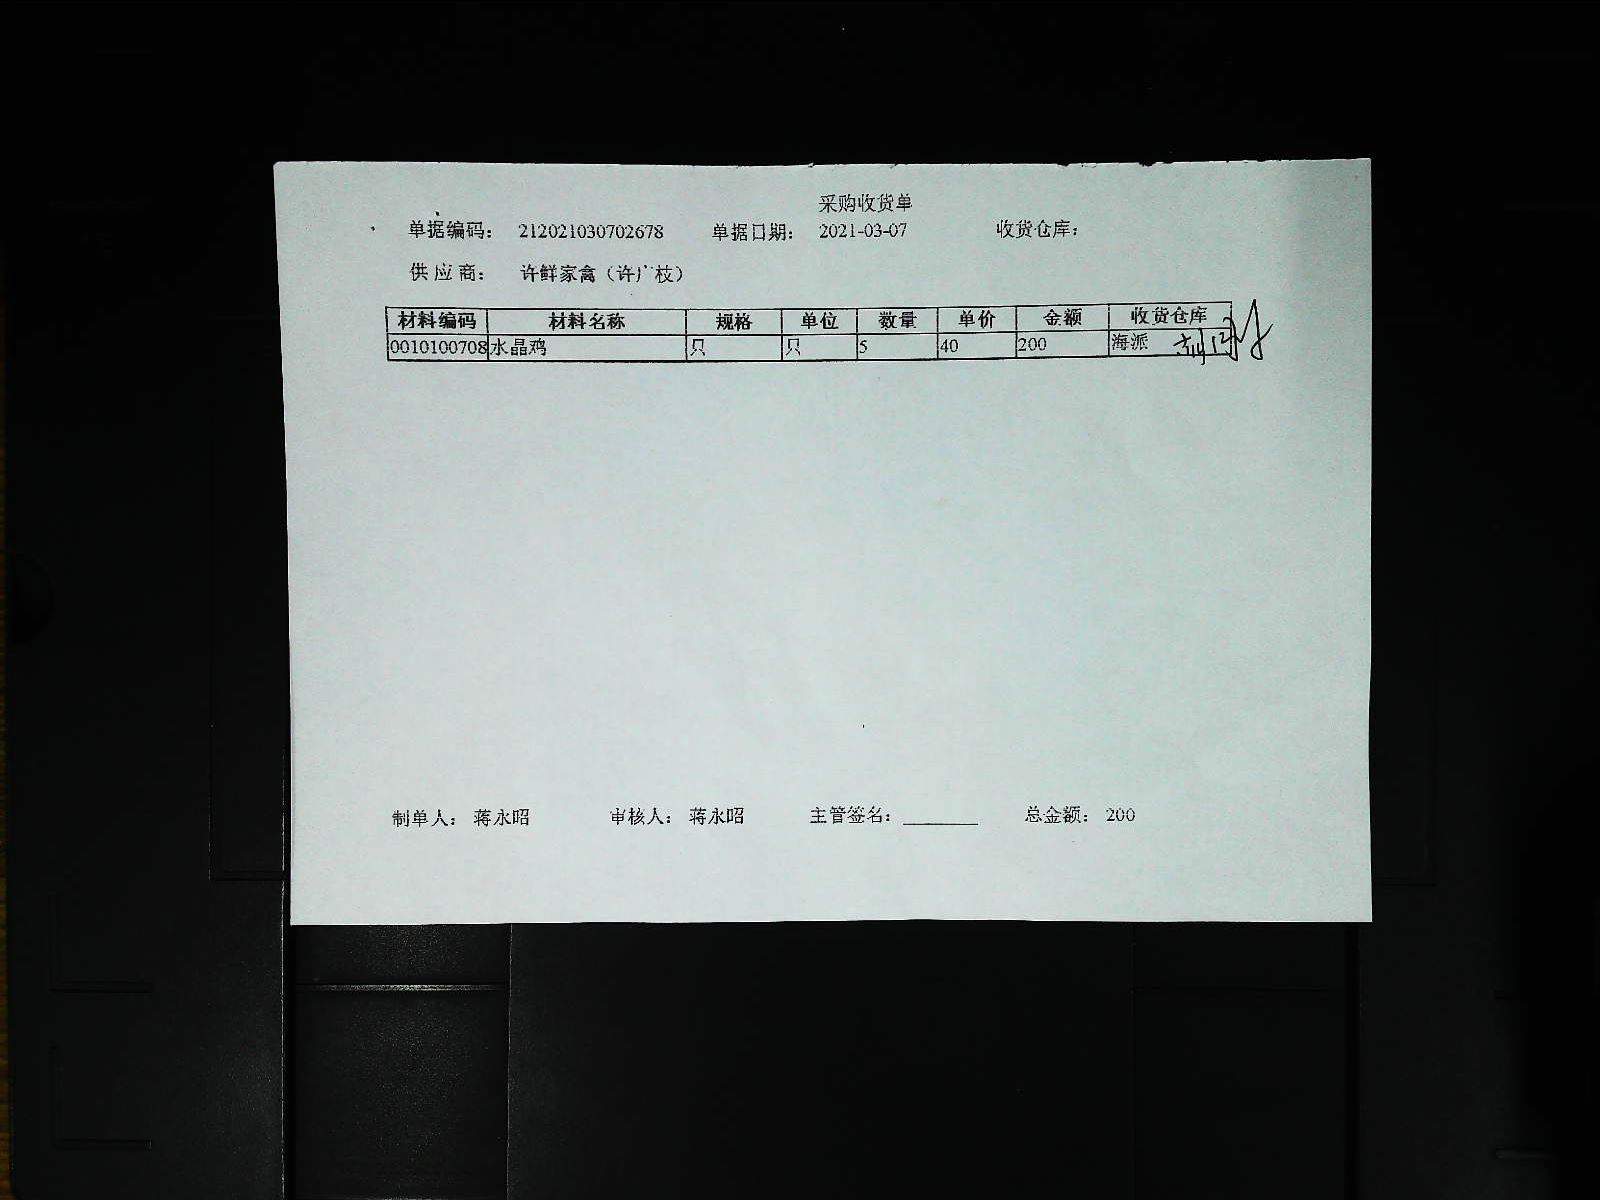 采购收货单
单据编码： 212021030702678 单据日期： 2021-03-07 收货仓库：
供应商： 许鲜家禽（许广枝）
材料编码 材料名称 规格 单位 数量 单价 金额 收货仓库
0010100708 水晶鸡 只 只 5 40 200 海派
制单人： 蒋永昭 审核人： 蒋永昭 主管签名： 总金额： 200